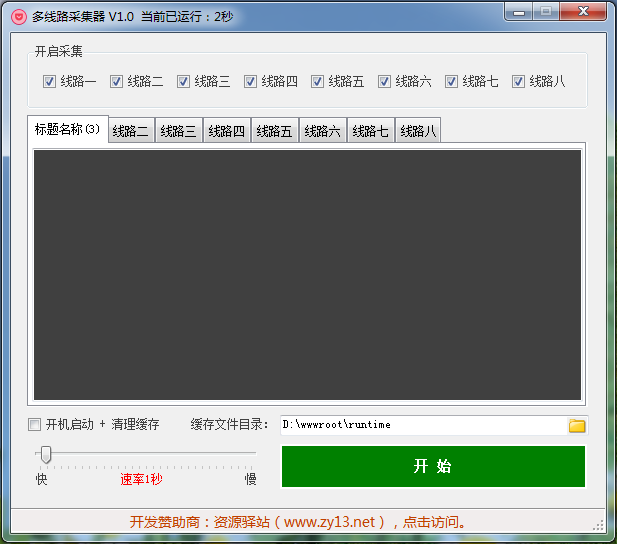 多线路采集器 V1.0 当前已运行：2秒
开启采集
线路一 线路二 线路三 线路四 线路五 线路六 线路七 线路八
标题名称(3) 线路二 线路三 线路四 线路五 线路六 线路七 线路八
开机启动 + 清理缓存 缓存文件目录: D:\wwwroot\runtime
快 速率1秒 慢
开 始
开发赞助商：资源驿站（www.zy13.net），点击访问。